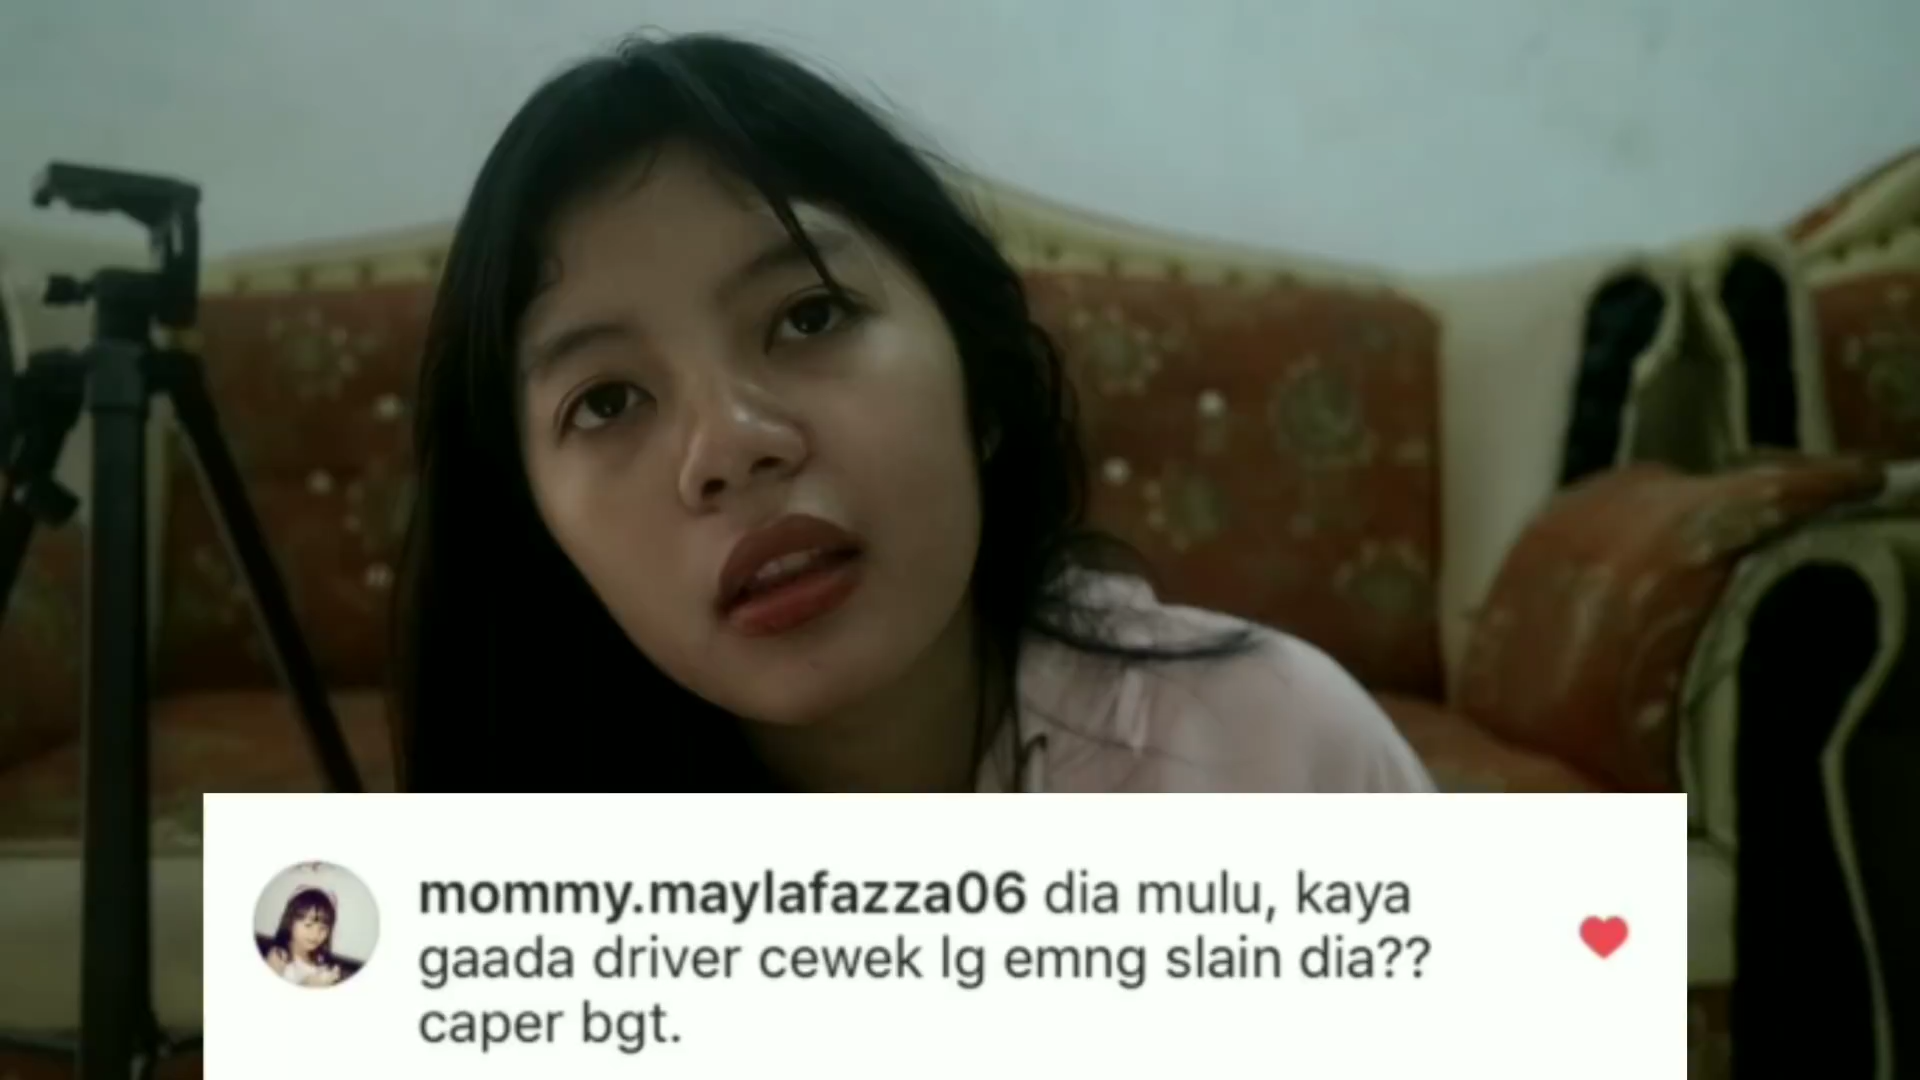 mommy.maylafazza06 dia mulu, kaya
gaada driver cewek lg emng slain dia??
caper bgt.